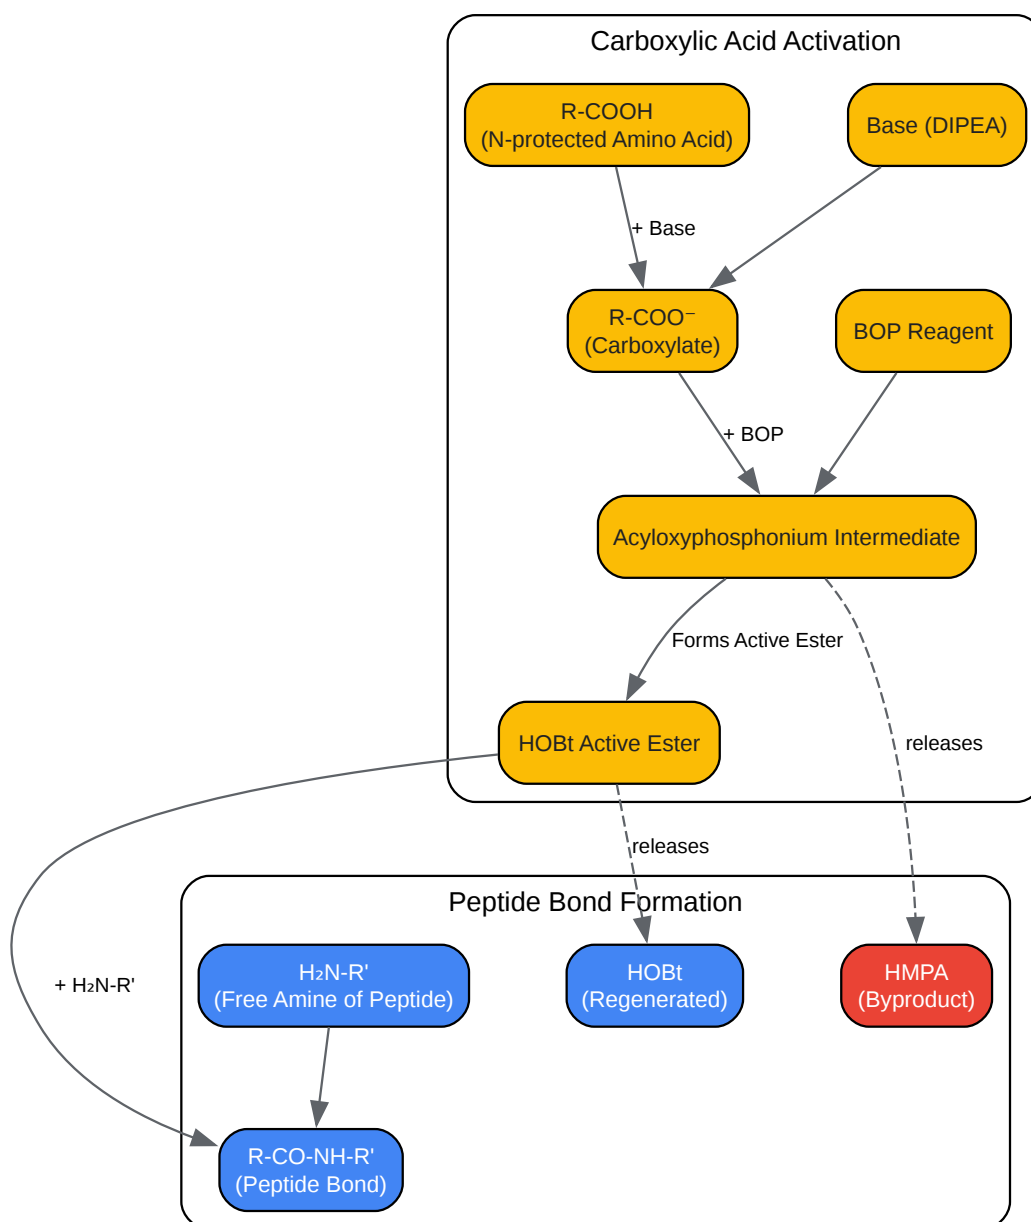 Carboxylic Acid Activation
R-COOH
(N-protected Amino Acid)
Base (DIPEA)
+ Base
R-COO⁻
(Carboxylate)
BOP Reagent
+ BOP
Acyloxyphosphonium Intermediate
Forms Active Ester
HOBt Active Ester
releases
releases
Peptide Bond Formation
H₂N-R'
(Free Amine of Peptide)
HOBt
(Regenerated)
HMPA
(Byproduct)
+ H₂N-R'
R-CO-NH-R'
(Peptide Bond)